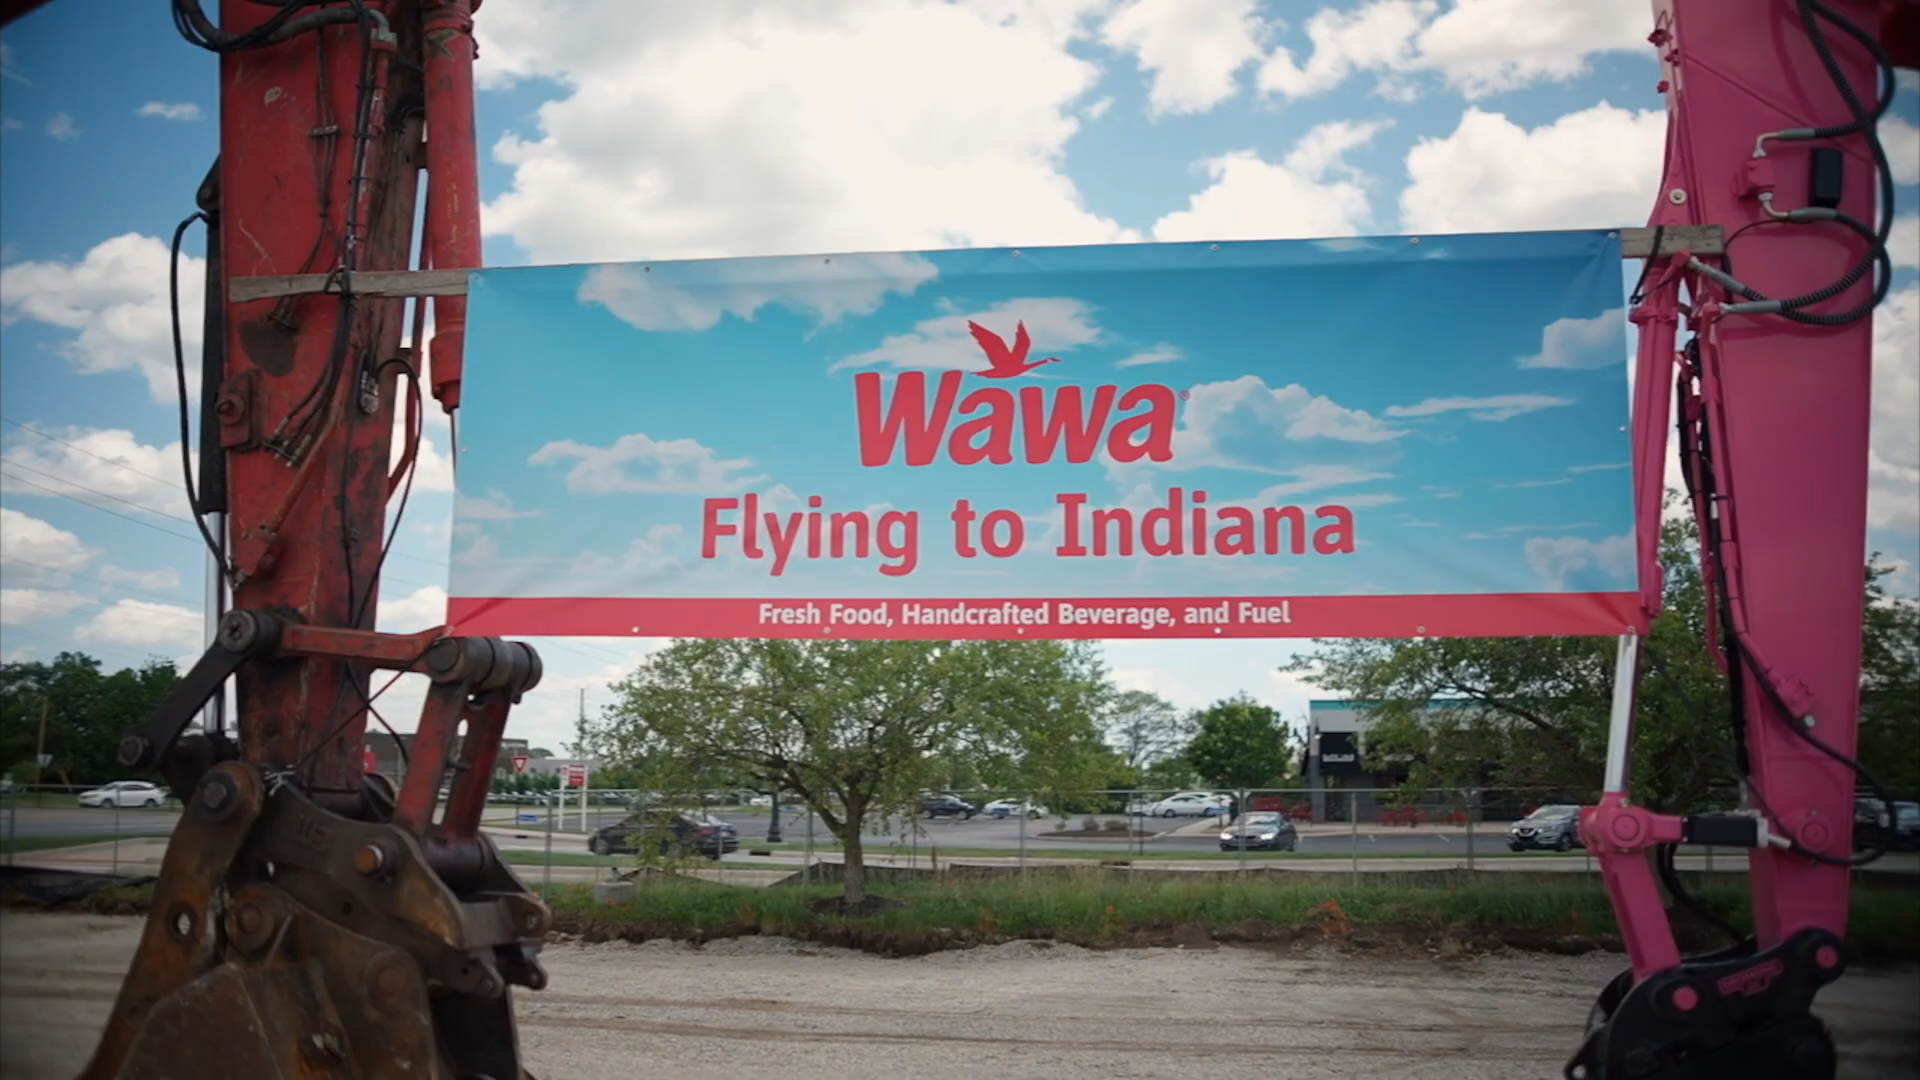 Wawa®
Flying to Indiana
Fresh Food, Handcrafted Beverage, and Fuel